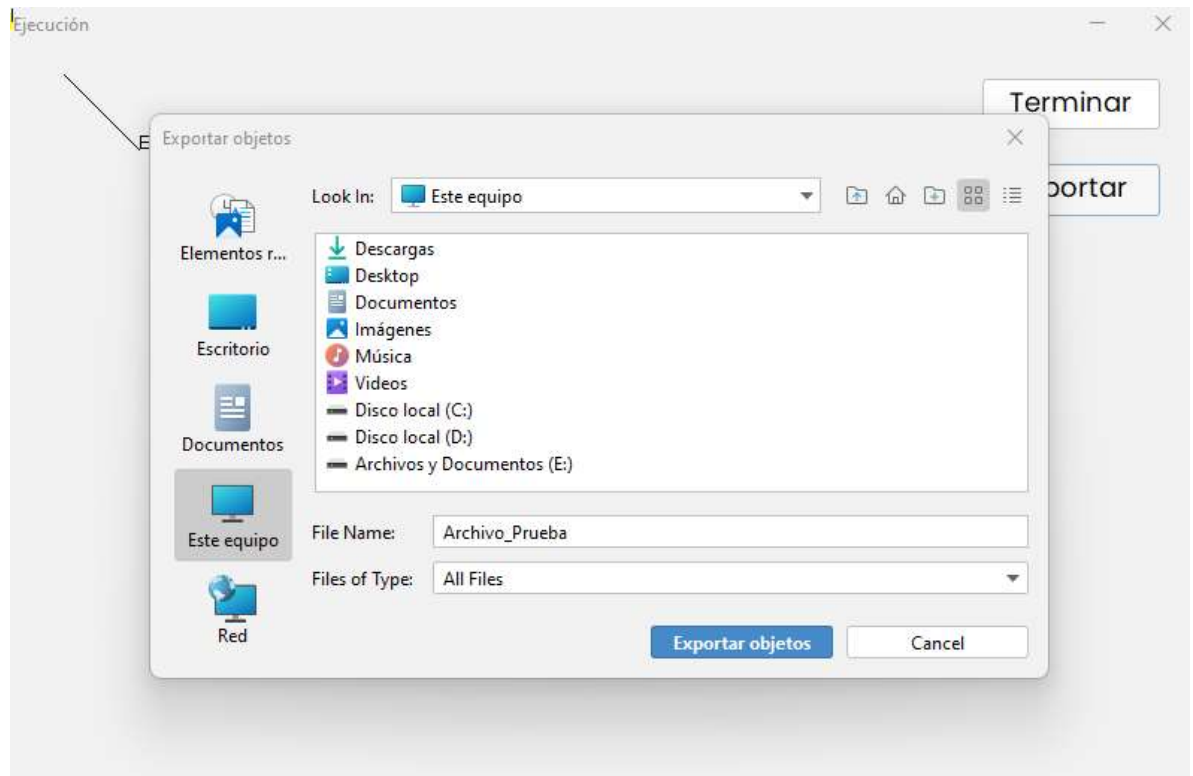 Ejecución
Terminar
E
Exportar objetos
portar
Look In:
Este equipo
Elementos r...
Escritorio
Documentos
Este equipo
Red
Descargas
Desktop
Documentos
Imágenes
Música
Videos
Disco local (C:)
Disco local (D:)
Archivos y Documentos (E:)
File Name:
Archivo_Prueba
Files of Type:
All Files
Exportar objetos
Cancel